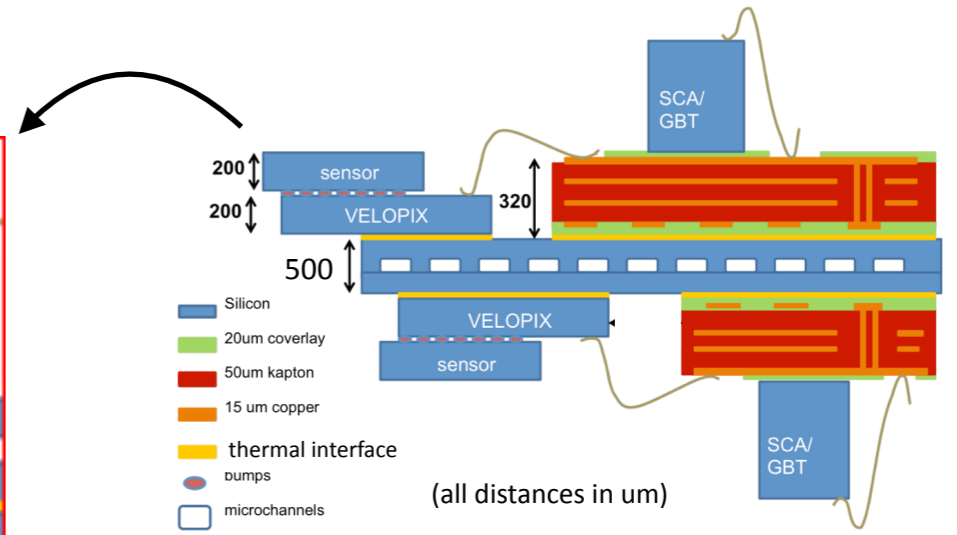 SCA/
GBT
200
sensor
320
200
VELOPIX
500
Silicon
VELOPIX
20um coverlay
sensor
50um kapton
15 um copper
thermal interface
SCA/
GBT
bumps
(all distances in um)
microchannels